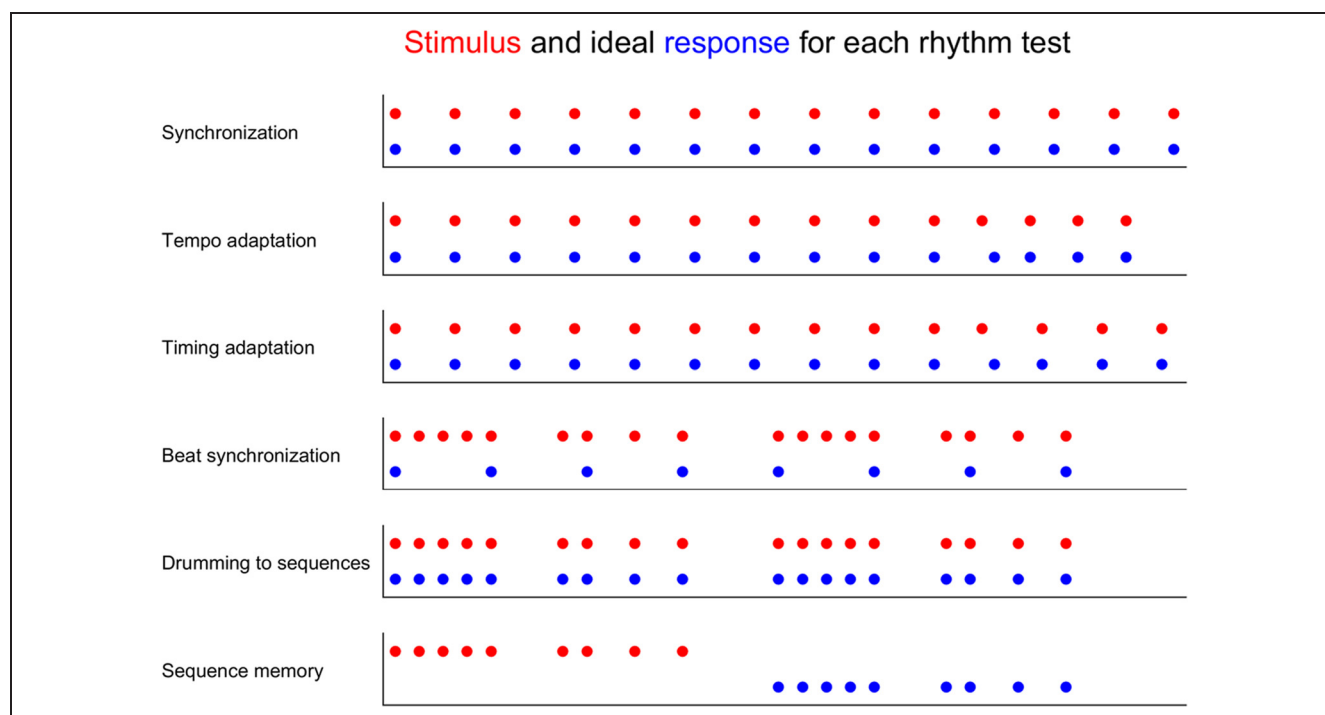 Stimulus and ideal response for each rhythm test
Synchronization
Tempo adaptation
Timing adaptation
Beat synchronization
Drumming to sequences
Sequence memory